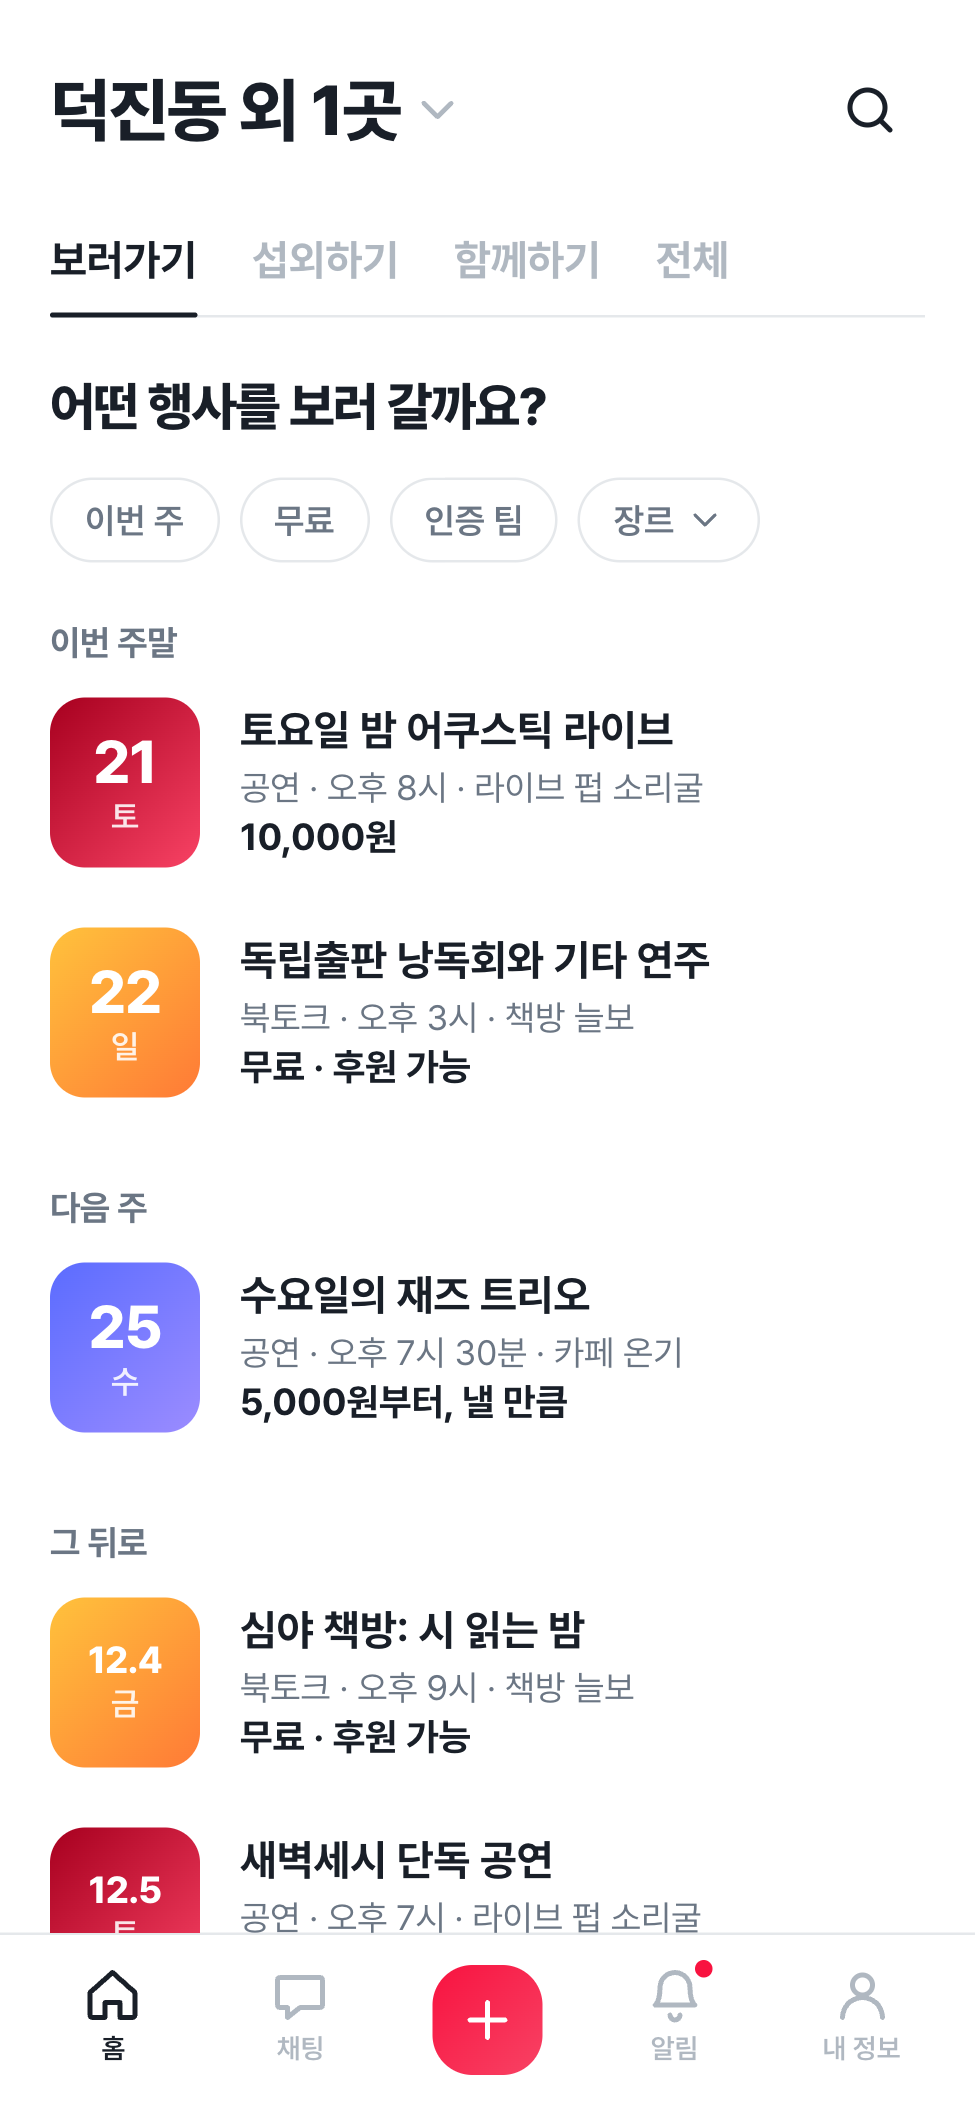 덕진동 외 1곳
보러가기 섭외하기 함께하기 전체
어떤 행사를 보러 갈까요?
이번 주 무료 인증 팀 장르
이번 주말
21
토
토요일 밤 어쿠스틱 라이브
공연 · 오후 8시 · 라이브 펍 소리굴
10,000원
22
일
독립출판 낭독회와 기타 연주
북토크 · 오후 3시 · 책방 늘보
무료 · 후원 가능
다음 주
25
수
수요일의 재즈 트리오
공연 · 오후 7시 30분 · 카페 온기
5,000원부터, 낼 만큼
그 뒤로
12.4
금
심야 책방: 시 읽는 밤
북토크 · 오후 9시 · 책방 늘보
무료 · 후원 가능
12.5
토
새벽세시 단독 공연
공연 · 오후 7시 · 라이브 펍 소리굴
홈 채팅 알림 내 정보